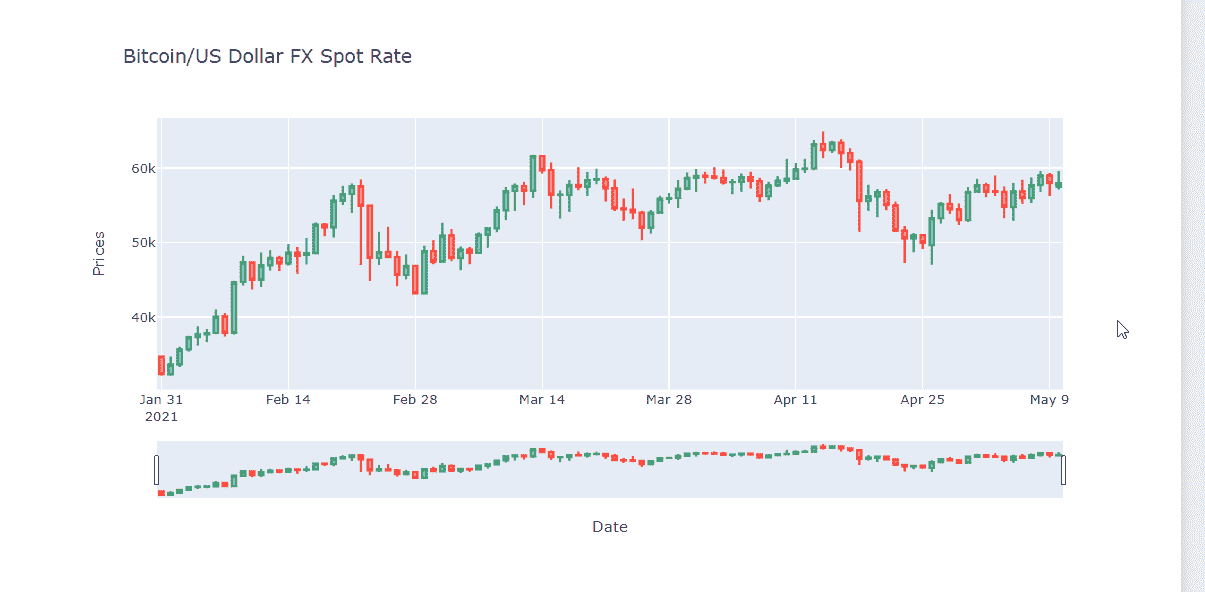 Bitcoin/US Dollar FX Spot Rate
Prices
60k
50k
40k
Jan 31 Feb 14 Feb 28 Mar 14 Mar 28 Apr 11 Apr 25 May 9
2021
Date